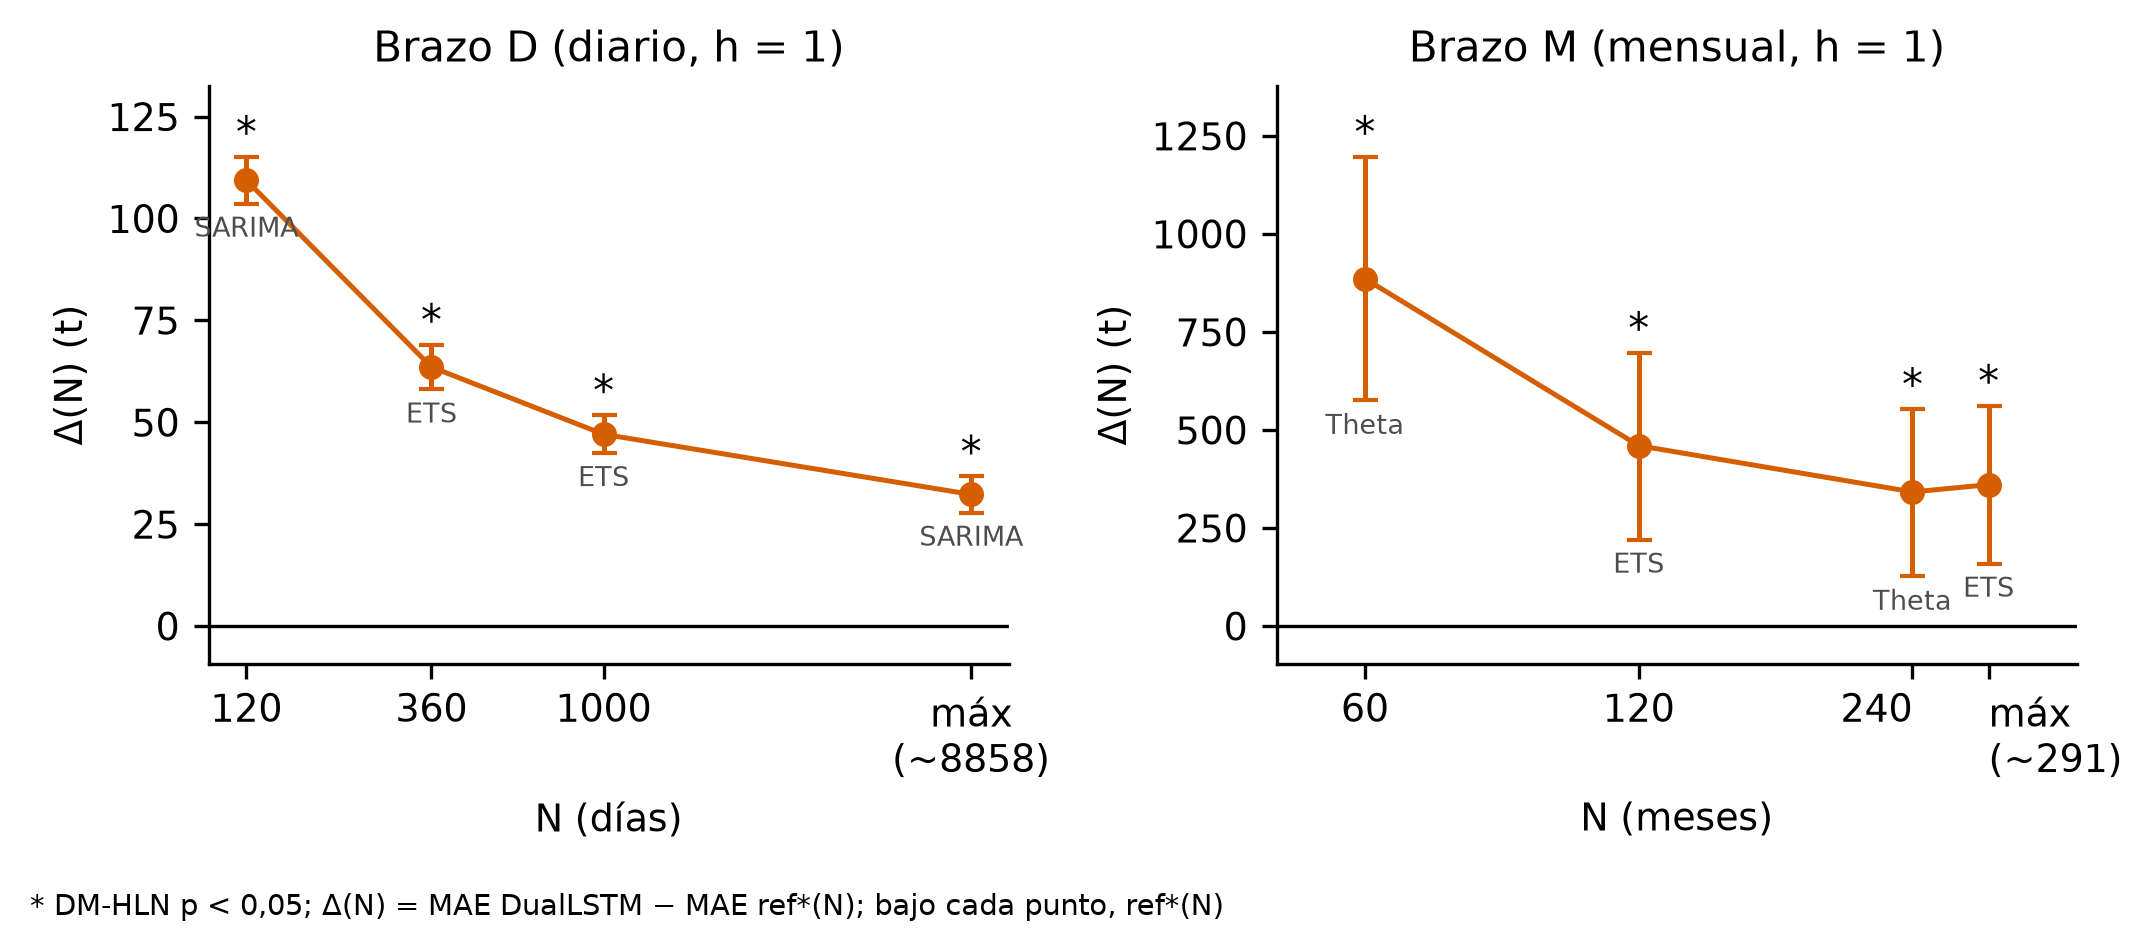 Brazo D (diario, h = 1)
Δ(N) (t)
125
100
75
50
25
0
*
SARIMA
*
ETS
*
ETS
*
SARIMA
120
360
1000
máx
(~8858)
N (días)
Brazo M (mensual, h = 1)
Δ(N) (t)
1250
1000
750
500
250
0
*
Theta
*
ETS
*
Theta
*
ETS
60
120
240
máx
(~291)
N (meses)
* DM-HLN p < 0,05; Δ(N) = MAE DualLSTM − MAE ref*(N); bajo cada punto, ref*(N)